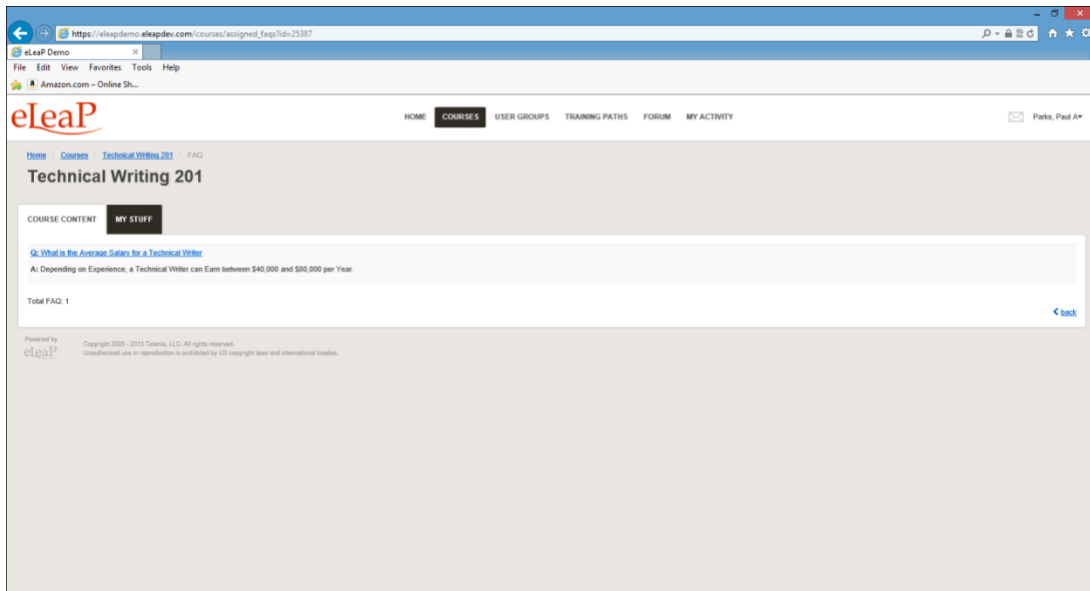 https://eleapdemo.eleapdev.com/courses/assigned_faqs?id=25387
eLeaP Demo
File Edit View Favorites Tools Help
Amazon.com – Online Sh...
eLeaP
HOME COURSES USER GROUPS TRAINING PATHS FORUM MY ACTIVITY Parks, Paul A
Home / Courses / Technical Writing 201 / FAQ
Technical Writing 201
COURSE CONTENT MY STUFF
Q: What is the Average Salary for a Technical Writer
A: Depending on Experience, a Technical Writer can Earn between $40,000 and $80,000 per Year.
Total FAQ: 1
back
Powered by
eLeaP
Copyright 2005 - 2013 Telania, LLC. All rights reserved.
Unauthorized use or reproduction is prohibited by US copyright laws and international treaties.